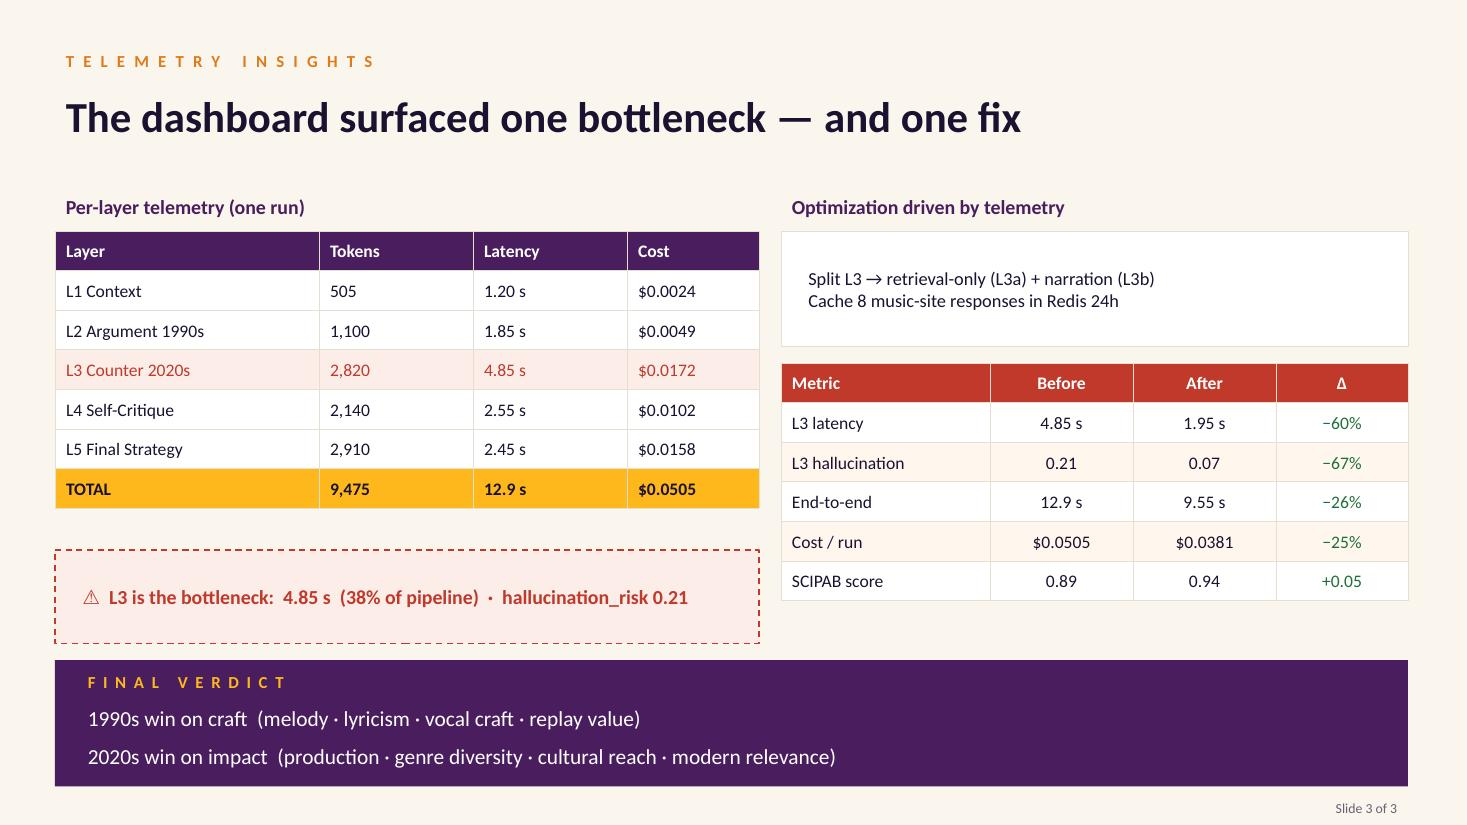 TELEMETRY INSIGHTS
The dashboard surfaced one bottleneck — and one fix
Per-layer telemetry (one run)
Layer Tokens Latency Cost
L1 Context 505 1.20 s $0.0024
L2 Argument 1990s 1,100 1.85 s $0.0049
L3 Counter 2020s 2,820 4.85 s $0.0172
L4 Self-Critique 2,140 2.55 s $0.0102
L5 Final Strategy 2,910 2.45 s $0.0158
TOTAL 9,475 12.9 s $0.0505
⚠ L3 is the bottleneck: 4.85 s (38% of pipeline) · hallucination_risk 0.21
Optimization driven by telemetry
Split L3 → retrieval-only (L3a) + narration (L3b)
Cache 8 music-site responses in Redis 24h
Metric Before After Δ
L3 latency 4.85 s 1.95 s −60%
L3 hallucination 0.21 0.07 −67%
End-to-end 12.9 s 9.55 s −26%
Cost / run $0.0505 $0.0381 −25%
SCIPAB score 0.89 0.94 +0.05
FINAL VERDICT
1990s win on craft (melody · lyricism · vocal craft · replay value)
2020s win on impact (production · genre diversity · cultural reach · modern relevance)
Slide 3 of 3